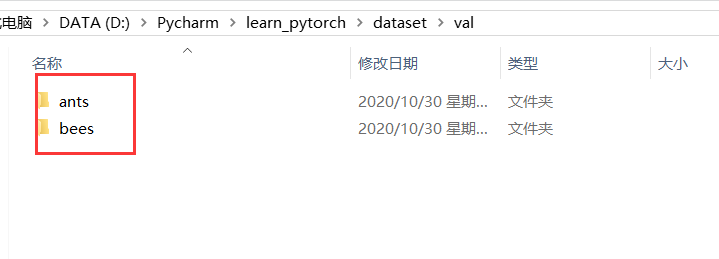 电脑 > DATA (D:) > Pycharm > learn_pytorch > dataset > val
名称 修改日期 类型 大小
ants 2020/10/30 星期... 文件夹
bees 2020/10/30 星期... 文件夹